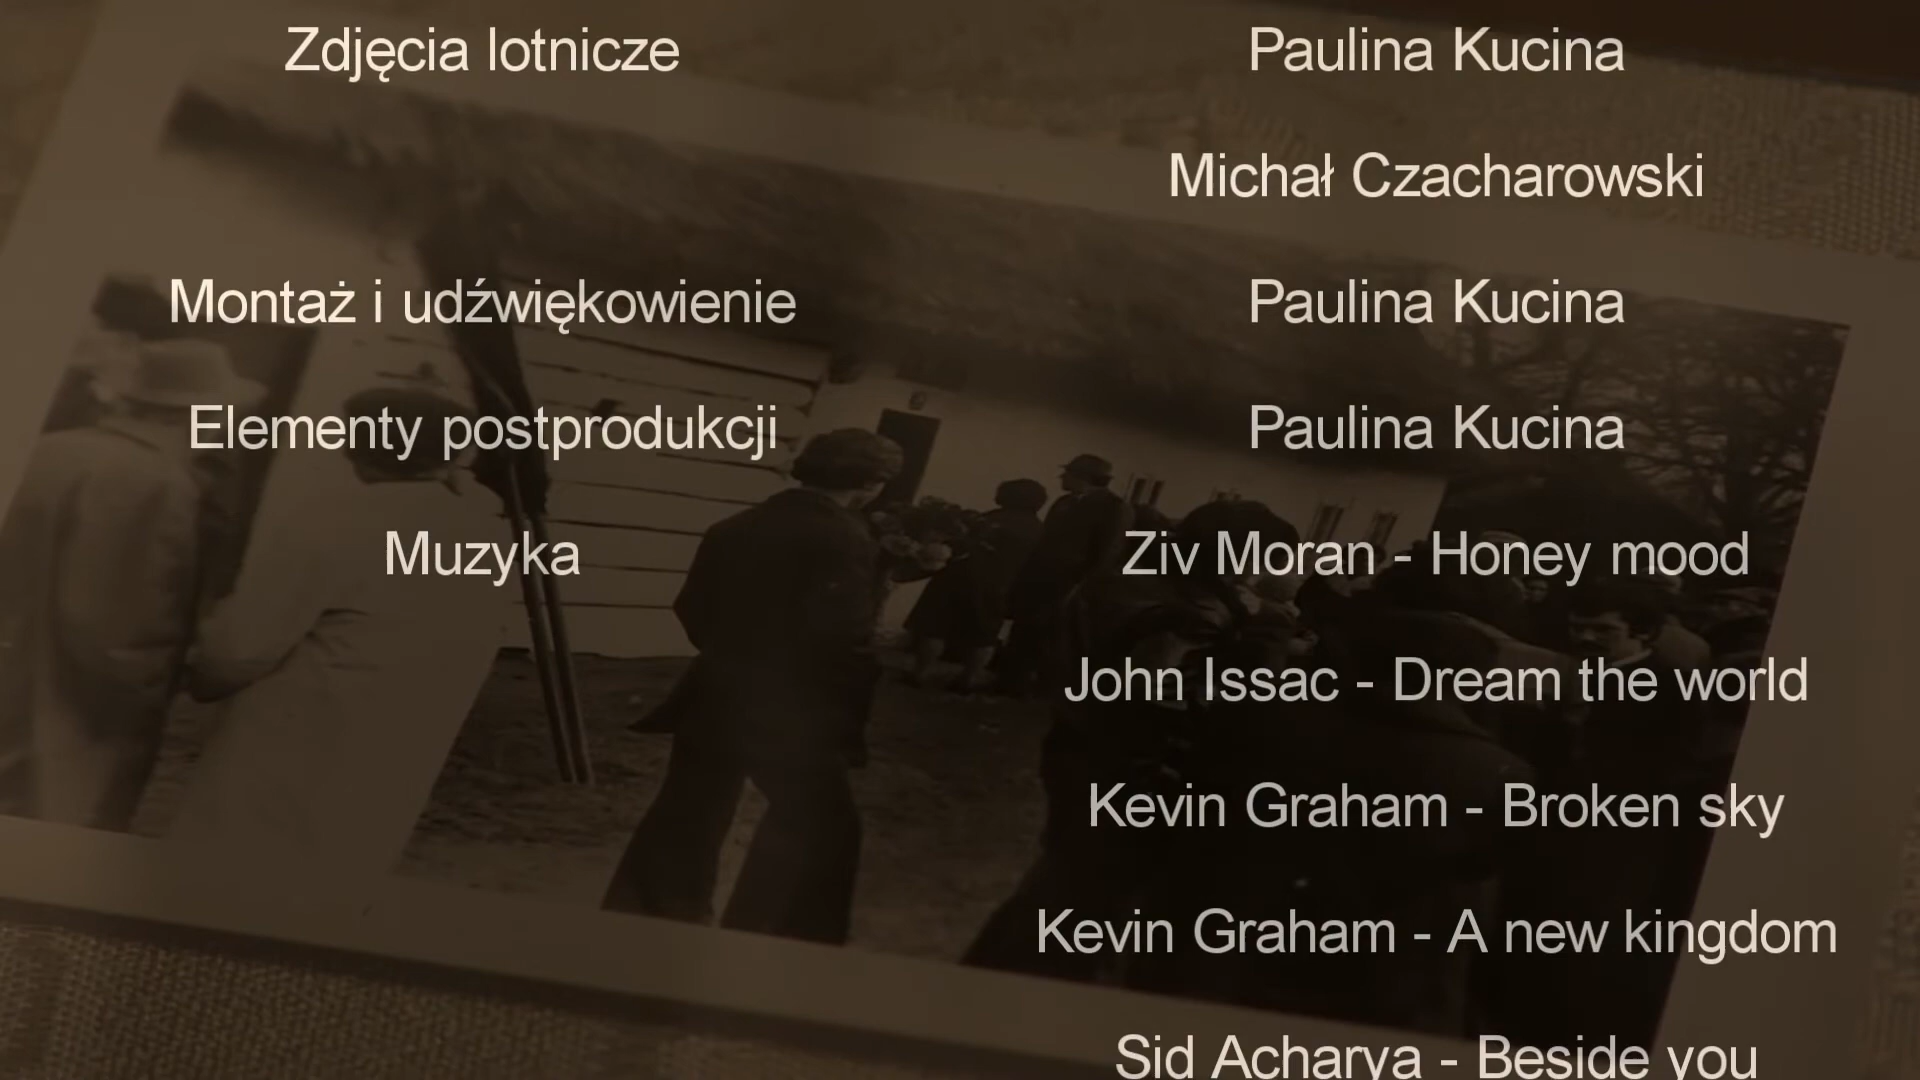 Zdjęcia lotnicze Paulina Kucina
Michał Czacharowski
Montaż i udźwiękowienie Paulina Kucina
Elementy postprodukcji Paulina Kucina
Muzyka Ziv Moran - Honey mood
John Issac - Dream the world
Kevin Graham - Broken sky
Kevin Graham - A new kingdom
Sid Acharya - Beside you